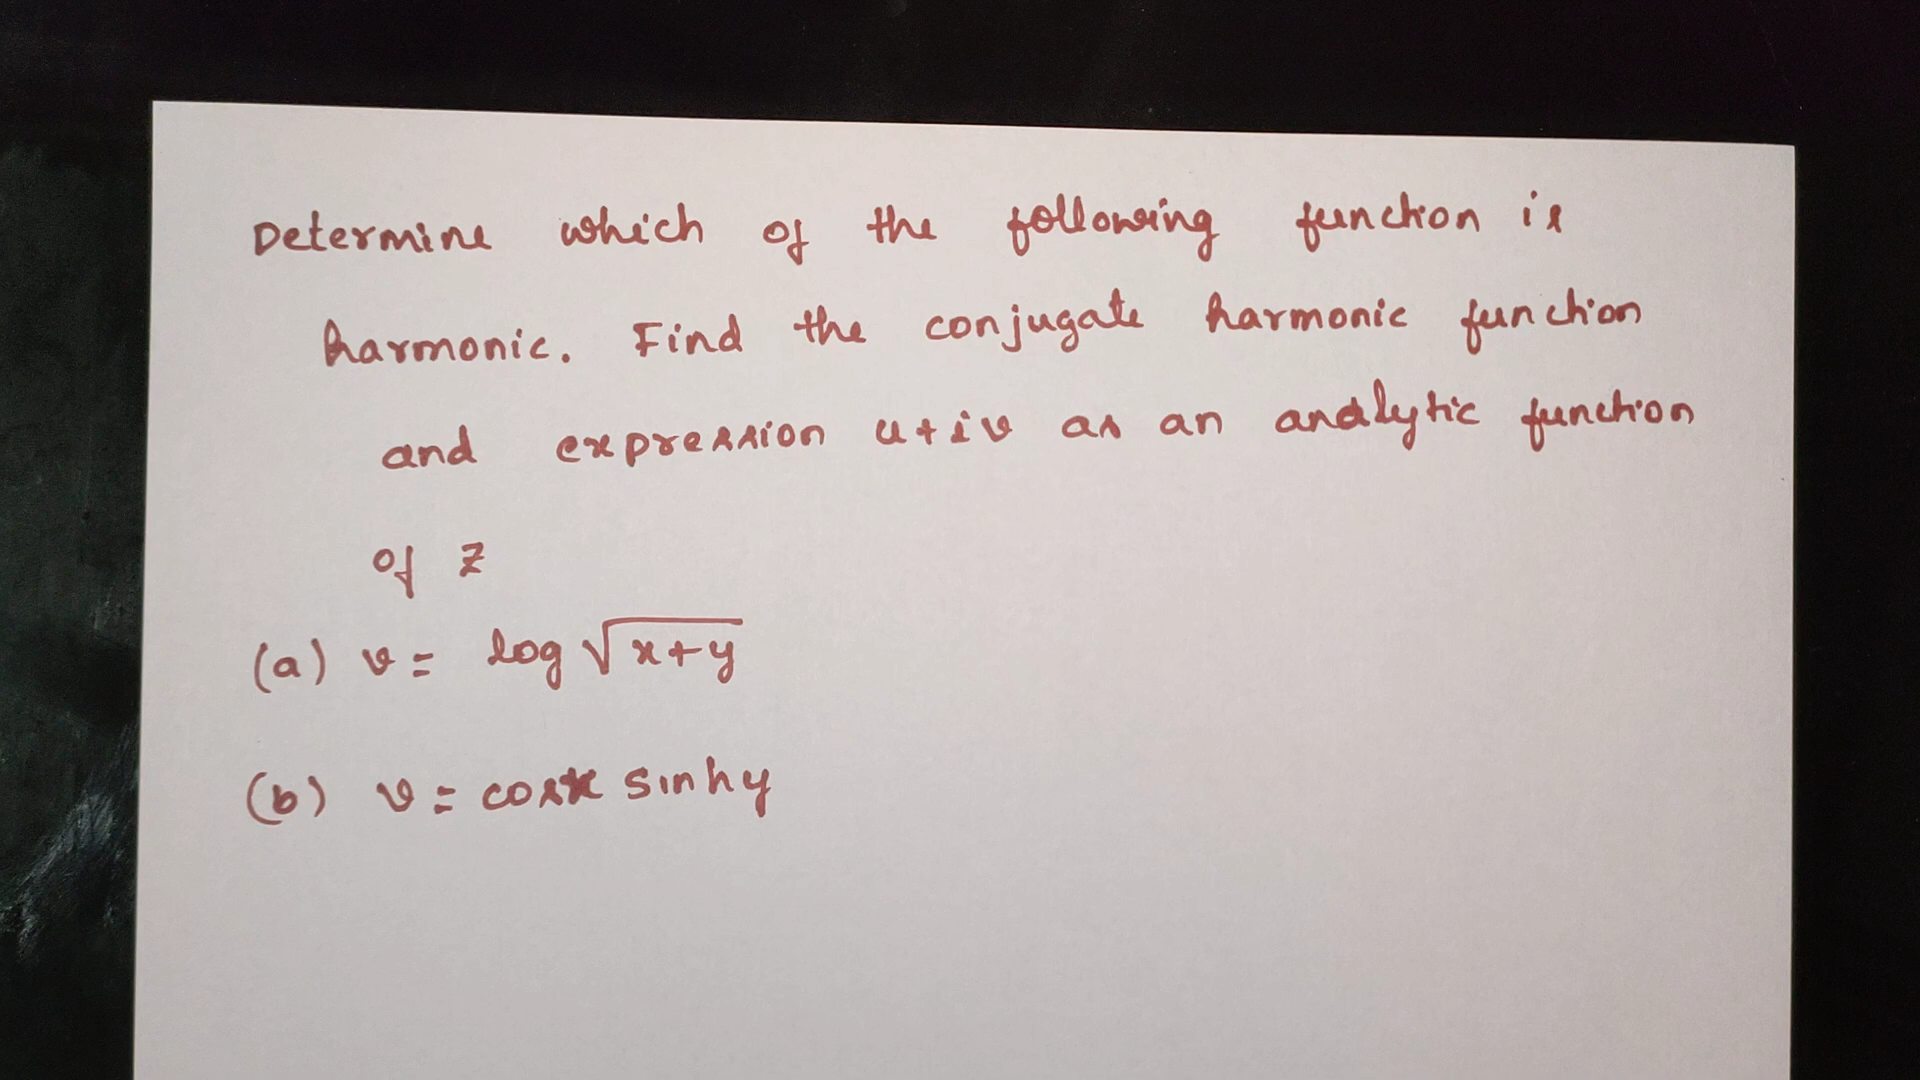 Determine which of the following function is
harmonic. Find the conjugate harmonic function
and expression u+iv as an analytic function
of z
(a) v = log √x+y
(b) v = cosx sinhy